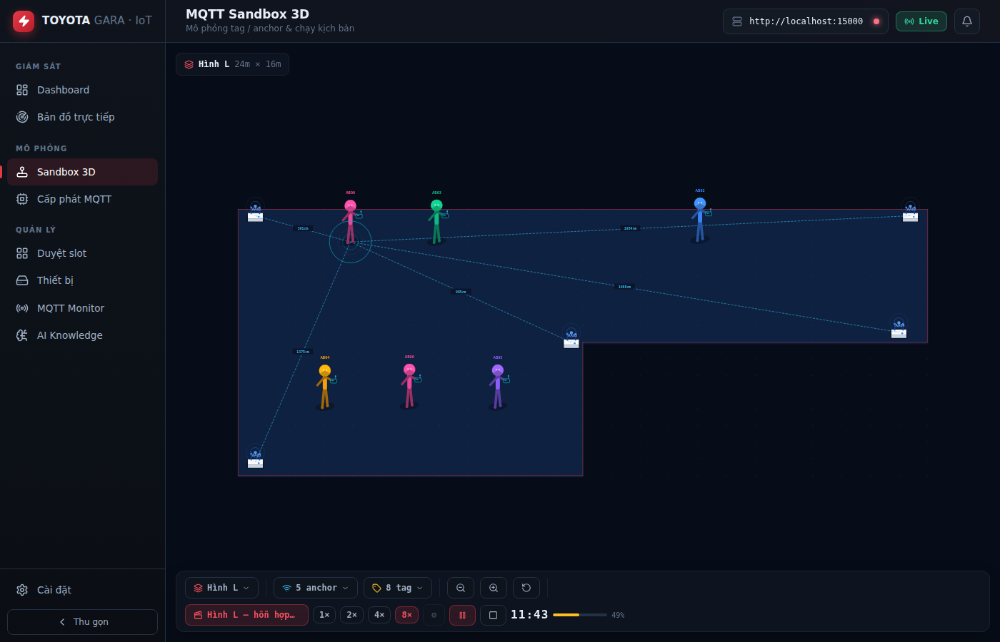 TOYOTA GARA · IoT
MQTT Sandbox 3D
Mô phỏng tag / anchor & chạy kịch bản
http://localhost:15000
Live
GIÁM SÁT
Dashboard
Bản đồ trực tiếp
MÔ PHỎNG
Sandbox 3D
Cấp phát MQTT
QUẢN LÝ
Duyệt slot
Thiết bị
MQTT Monitor
AI Knowledge
Cài đặt
Thu gọn
Hình L 24m × 16m
AB00
AB03
AB02
361cm
1954cm
1988cm
985cm
1375cm
AB04
AB06
AB05
Hình L
5 anchor
8 tag
Hình L — hỗn hợp…
1×
2×
4×
8×
11:43
49%